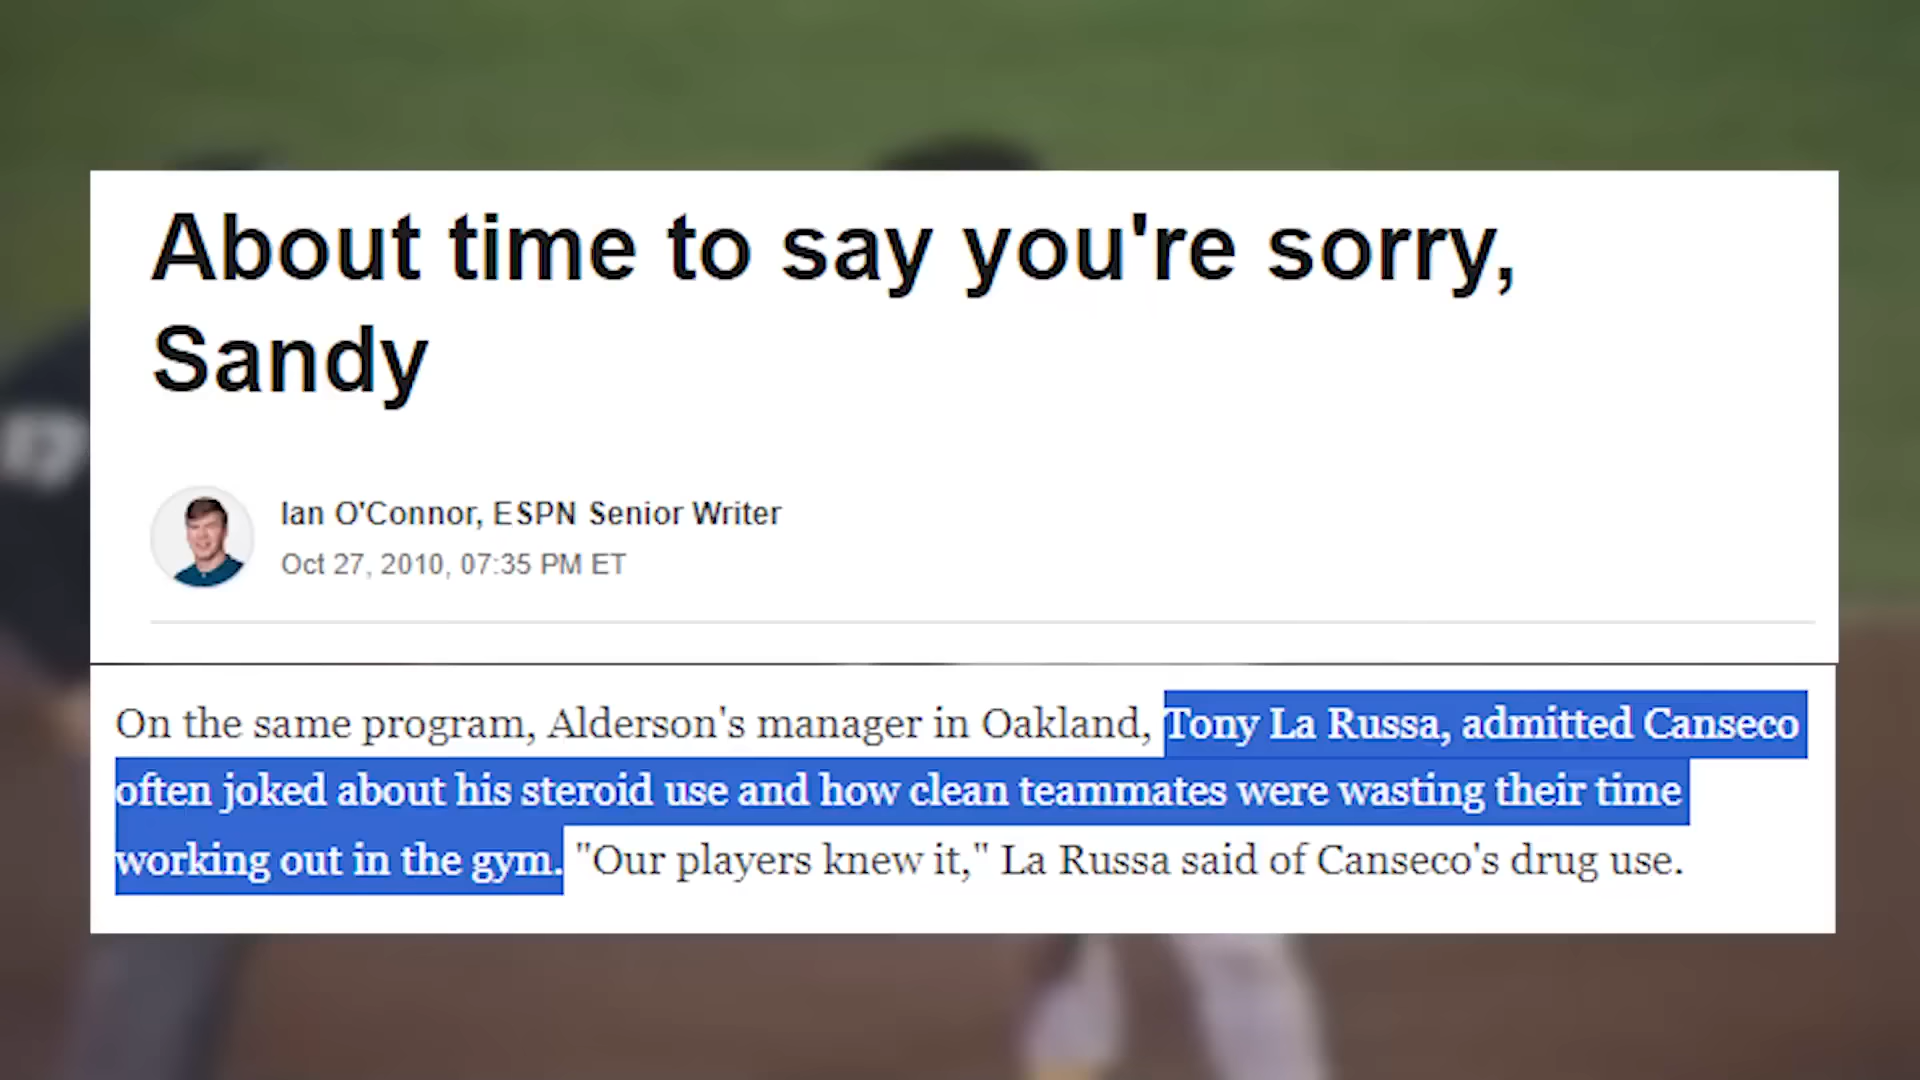 About time to say you're sorry,
Sandy
Ian O'Connor, ESPN Senior Writer
Oct 27, 2010, 07:35 PM ET
On the same program, Alderson's manager in Oakland, Tony La Russa, admitted Canseco
often joked about his steroid use and how clean teammates were wasting their time
working out in the gym. "Our players knew it," La Russa said of Canseco's drug use.